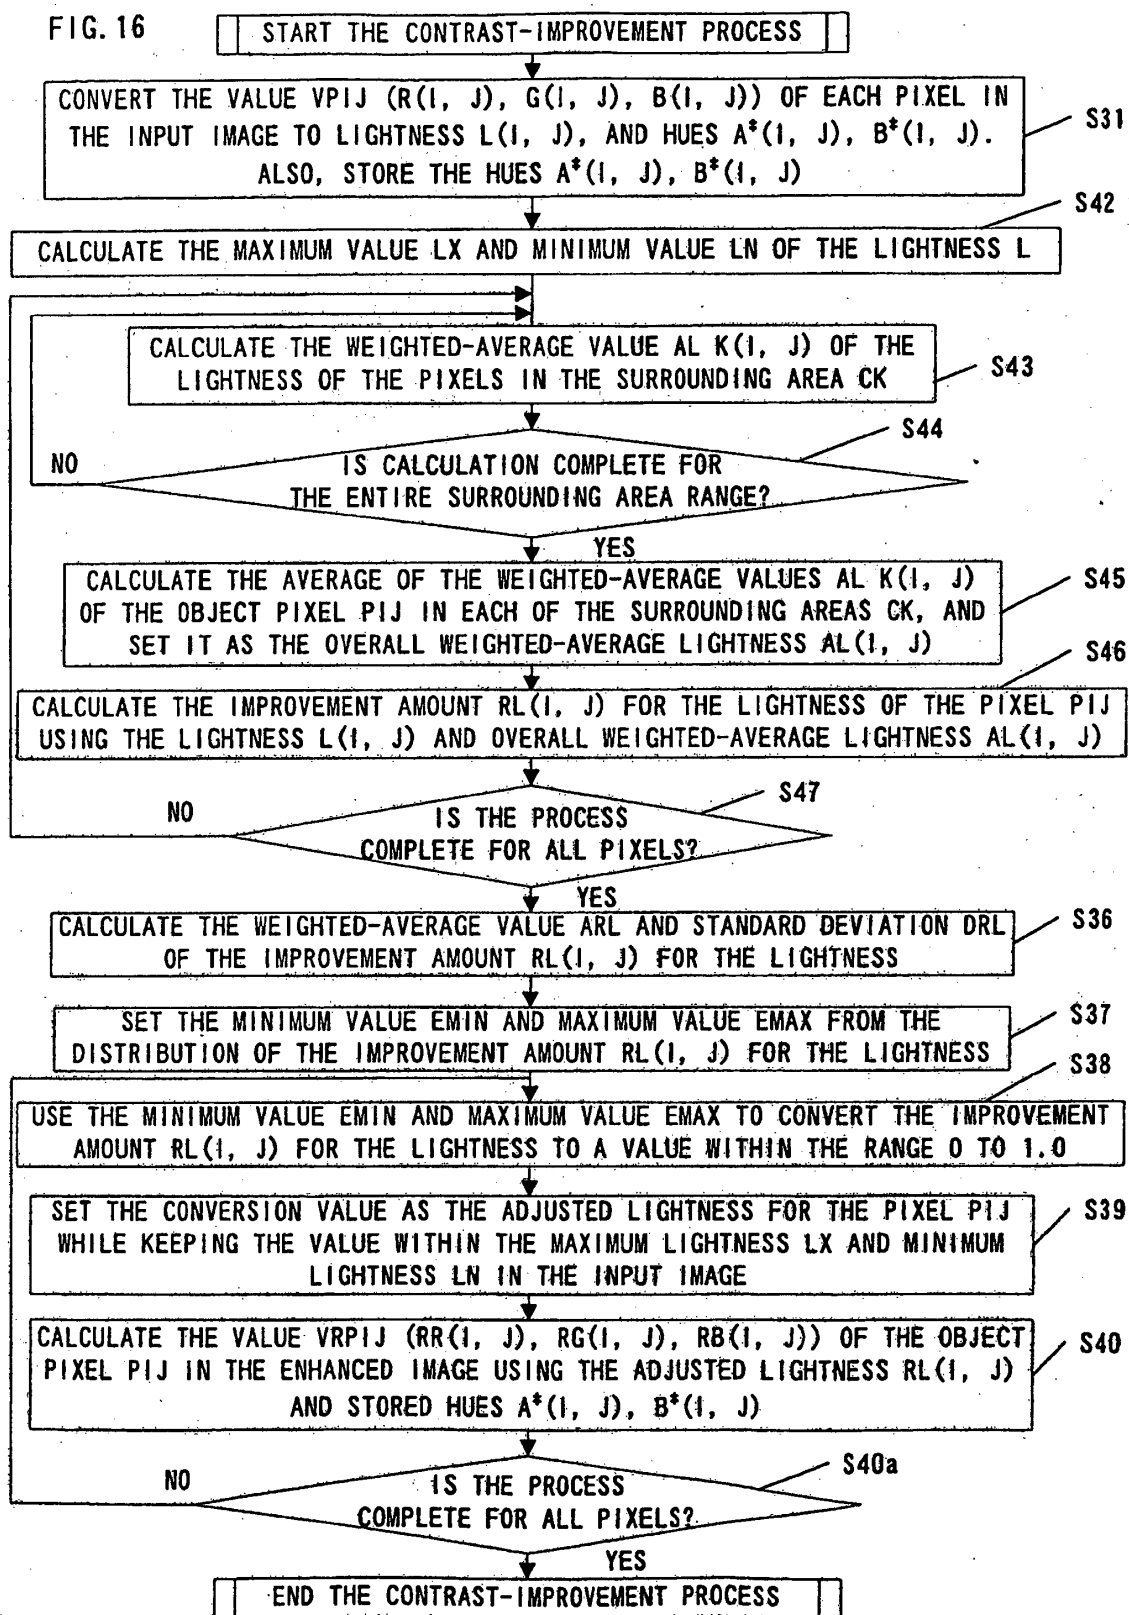 FIG. 16
START THE CONTRAST-IMPROVEMENT PROCESS
CONVERT THE VALUE VPIJ (R(I, J), G(I, J), B(I, J)) OF EACH PIXEL IN
THE INPUT IMAGE TO LIGHTNESS L(I, J), AND HUES A*(I, J), B*(I, J).
ALSO, STORE THE HUES A*(I, J), B*(I, J)
S31
S42
CALCULATE THE MAXIMUM VALUE LX AND MINIMUM VALUE LN OF THE LIGHTNESS L
CALCULATE THE WEIGHTED-AVERAGE VALUE AL K(I, J) OF THE
LIGHTNESS OF THE PIXELS IN THE SURROUNDING AREA CK
S43
S44
NO
IS CALCULATION COMPLETE FOR
THE ENTIRE SURROUNDING AREA RANGE?
YES
CALCULATE THE AVERAGE OF THE WEIGHTED-AVERAGE VALUES AL K(I, J)
OF THE OBJECT PIXEL PIJ IN EACH OF THE SURROUNDING AREAS CK, AND
SET IT AS THE OVERALL WEIGHTED-AVERAGE LIGHTNESS AL(I, J)
S45
S46
CALCULATE THE IMPROVEMENT AMOUNT RL(I, J) FOR THE LIGHTNESS OF THE PIXEL PIJ
USING THE LIGHTNESS L(I, J) AND OVERALL WEIGHTED-AVERAGE LIGHTNESS AL(I, J)
S47
NO
IS THE PROCESS
COMPLETE FOR ALL PIXELS?
YES
CALCULATE THE WEIGHTED-AVERAGE VALUE ARL AND STANDARD DEVIATION DRL
OF THE IMPROVEMENT AMOUNT RL(I, J) FOR THE LIGHTNESS
S36
SET THE MINIMUM VALUE EMIN AND MAXIMUM VALUE EMAX FROM THE
DISTRIBUTION OF THE IMPROVEMENT AMOUNT RL(I, J) FOR THE LIGHTNESS
S37
S38
USE THE MINIMUM VALUE EMIN AND MAXIMUM VALUE EMAX TO CONVERT THE IMPROVEMENT
AMOUNT RL(I, J) FOR THE LIGHTNESS TO A VALUE WITHIN THE RANGE 0 TO 1.0
SET THE CONVERSION VALUE AS THE ADJUSTED LIGHTNESS FOR THE PIXEL PIJ
WHILE KEEPING THE VALUE WITHIN THE MAXIMUM LIGHTNESS LX AND MINIMUM
LIGHTNESS LN IN THE INPUT IMAGE
S39
CALCULATE THE VALUE VRPIJ (RR(I, J), RG(I, J), RB(I, J)) OF THE OBJECT
PIXEL PIJ IN THE ENHANCED IMAGE USING THE ADJUSTED LIGHTNESS RL(I, J)
AND STORED HUES A*(I, J), B*(I, J)
S40
S40a
NO
IS THE PROCESS
COMPLETE FOR ALL PIXELS?
YES
END THE CONTRAST-IMPROVEMENT PROCESS